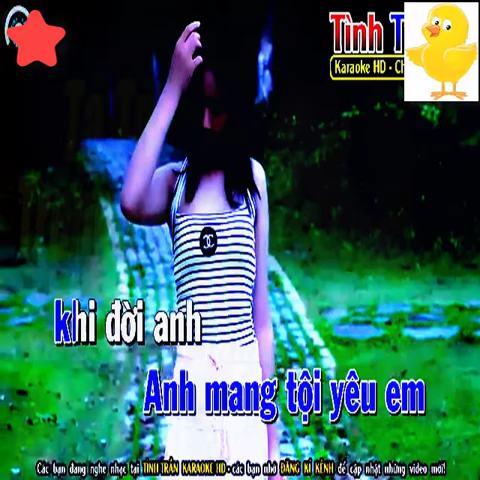 Tình
Karaoke HD - Ch
khi đời anh
Anh mang tội yêu em
Các bạn đang nghe nhạc tại TÌNH TRẦN KARAOKE HD - các bạn nhớ ĐĂNG KÍ KÊNH để cập nhật những video mới!